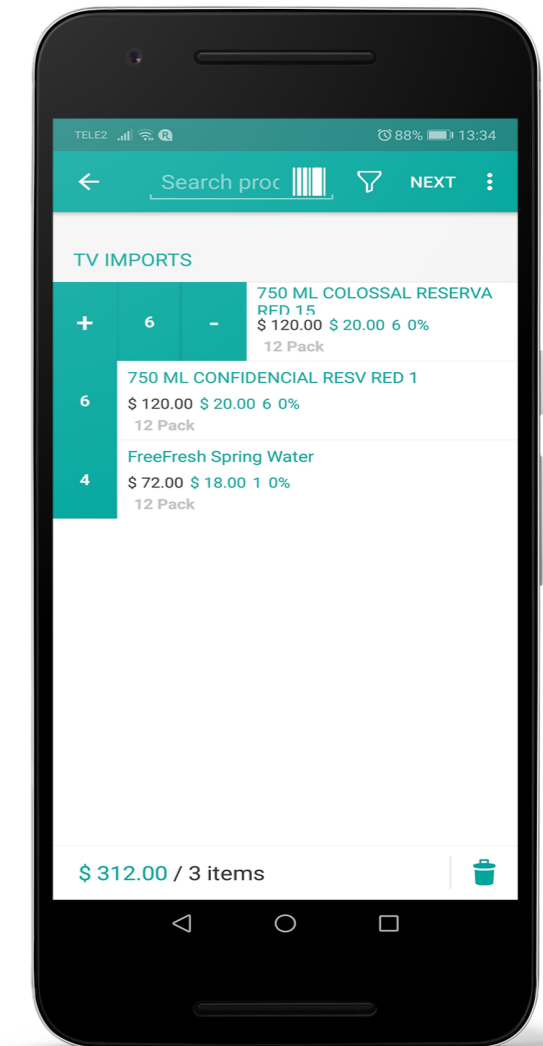 TELE2 R 88% 13:34
Search proc NEXT
TV IMPORTS
+ 6 - 750 ML COLOSSAL RESERVA
RED 15
$ 120.00 $ 20.00 6 0%
12 Pack
750 ML CONFIDENCIAL RESV RED 1
6 $ 120.00 $ 20.00 6 0%
12 Pack
FreeFresh Spring Water
4 $ 72.00 $ 18.00 1 0%
12 Pack
$ 312.00 / 3 items